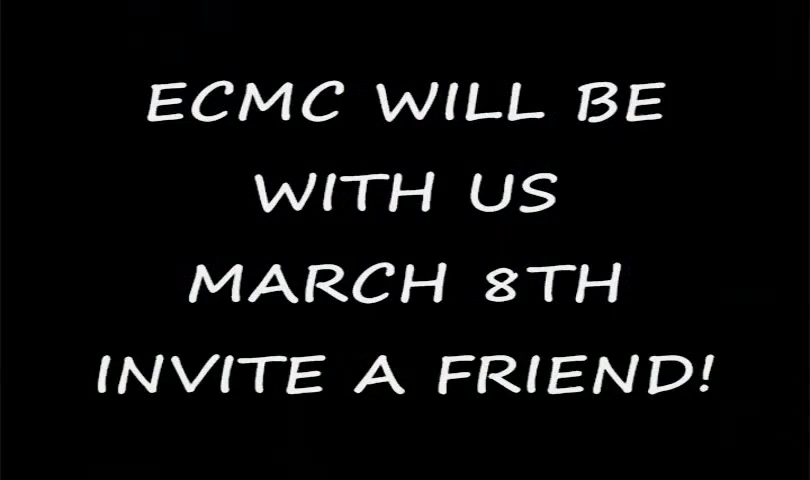 ECMC WILL BE
WITH US
MARCH 8TH
INVITE A FRIEND!